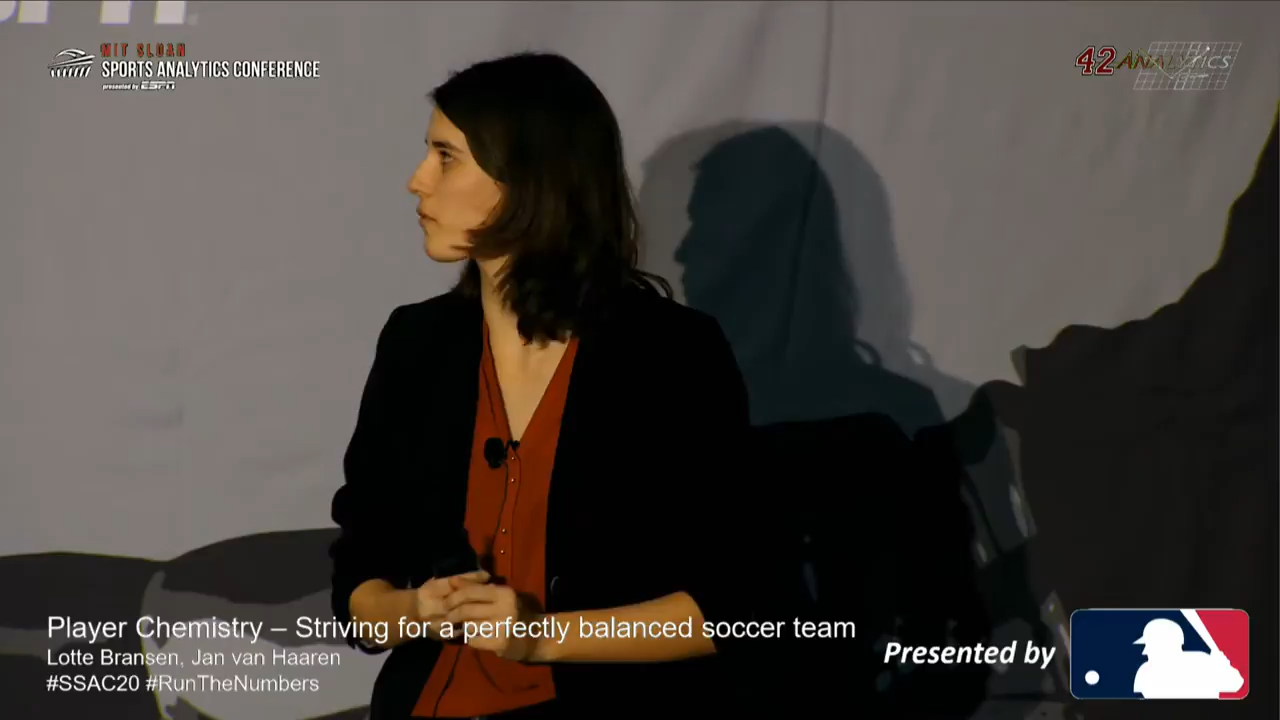 MIT SLOAN
SPORTS ANALYTICS CONFERENCE
presented by ESPN
42 ANALYTICS
Player Chemistry – Striving for a perfectly balanced soccer team
Lotte Bransen, Jan van Haaren
#SSAC20 #RunTheNumbers
Presented by